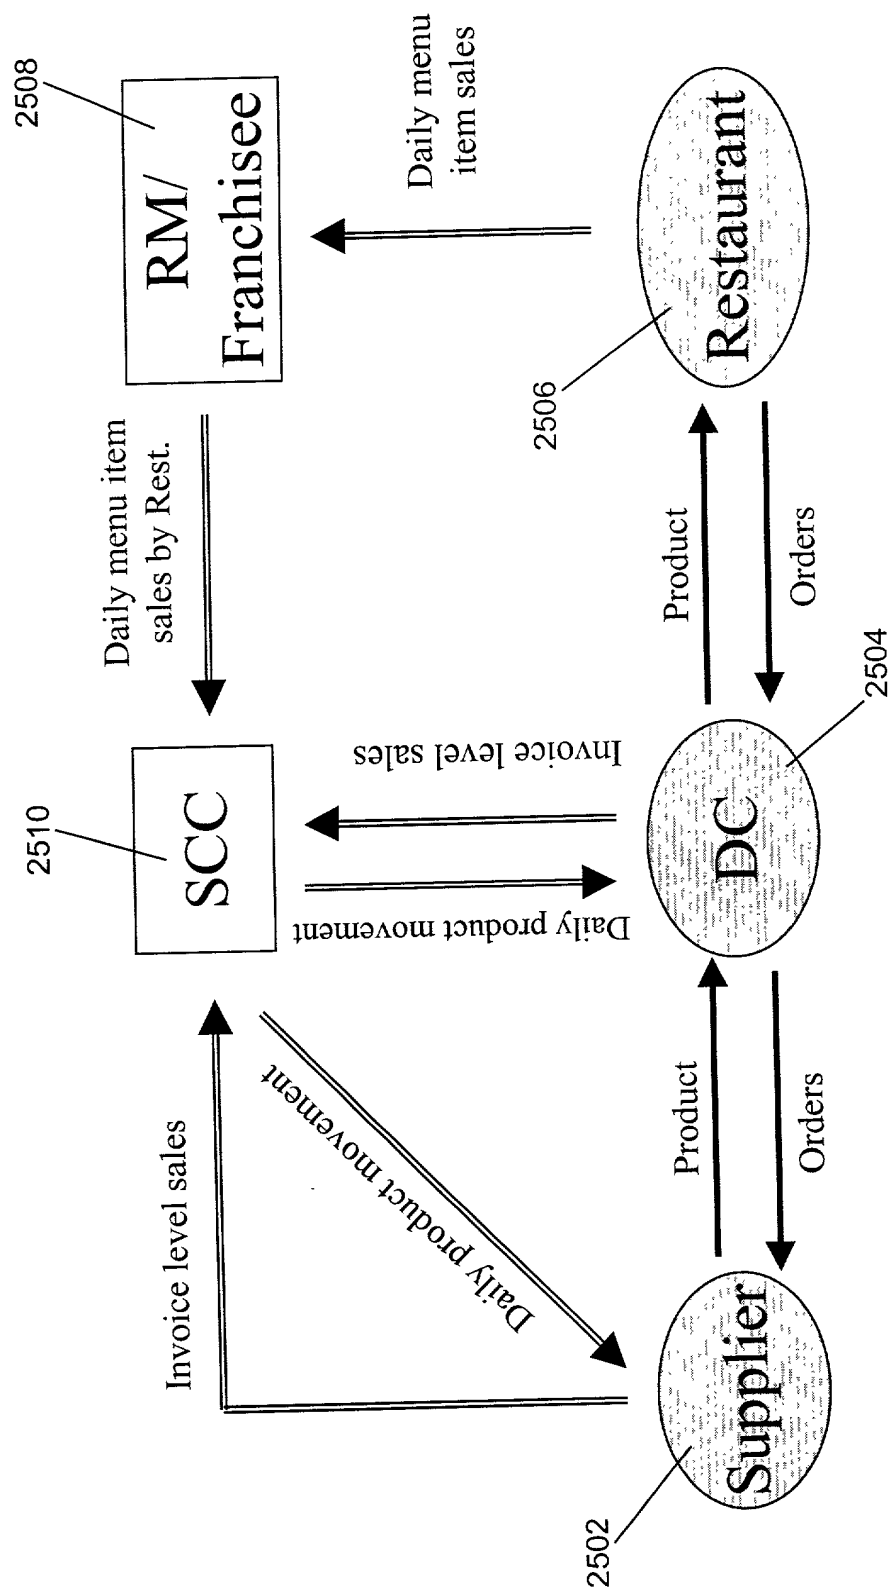 2510
2508
SCC
RM/
Franchisee
Invoice level sales
Daily menu item
sales by Rest.
Daily product movement
Daily product movement
Invoice level sales
Daily menu
item sales
2502
Supplier
Product
Orders
DC
2504
Product
Orders
2506
Restaurant